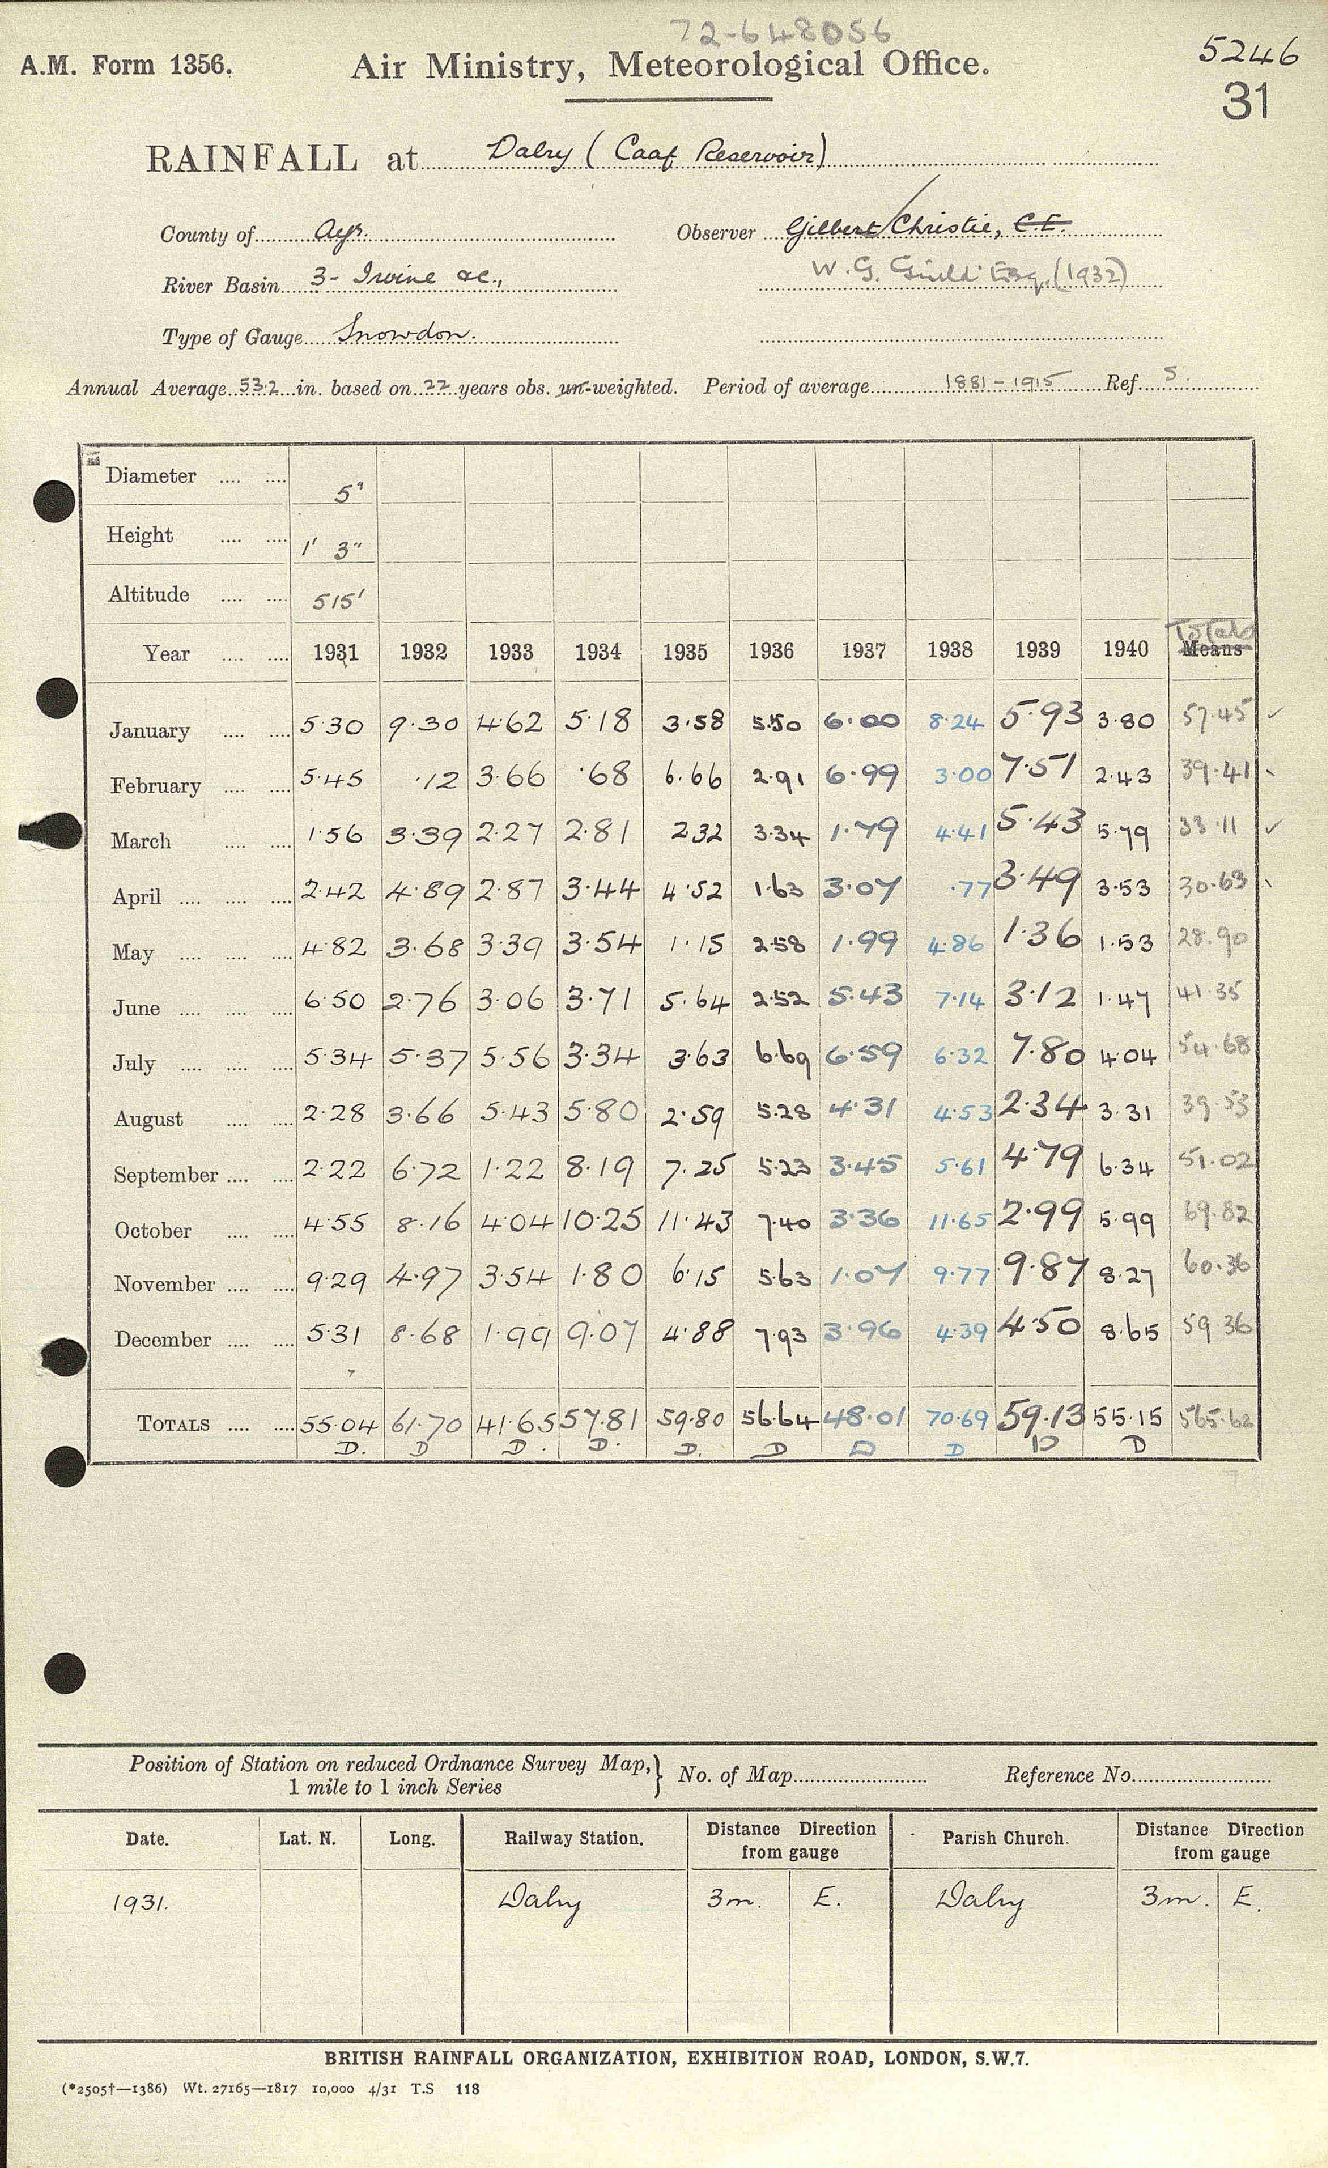 72-648056
A.M. Form 1356. Air Ministry, Meteorological Office. 5246
31
RAINFALL at Dalry (Caaf Reservoir)
County of Ayr. Observer Gilbert Christie, C.E.
River Basin 3- Irvine &c., W. G. Guild Esq. (1932)
Type of Gauge Snowdon.
Annual Average 53.2 in. based on 22 years obs. un-weighted. Period of average 1881-1915 Ref. S.
Diameter .... .... 5"
Height .... .... 1' 3"
Altitude .... .... 515'
Totals
Year .... .... 1931 1932 1933 1934 1935 1936 1937 1938 1939 1940 Means
January .... .... 5.30 9.30 4.62 5.18 3.58 5.50 6.00 8.24 5.93 3.80 57.45 ✓
February .... .... 5.45 .12 3.66 .68 6.66 2.91 6.99 3.00 7.51 2.43 39.41
March .... .... 1.56 3.39 2.27 2.81 2.32 3.34 1.79 4.41 5.43 5.79 33.11 ✓
April .... .... .... 2.42 4.89 2.87 3.44 4.52 1.63 3.07 .77 3.49 3.53 30.63
May .... .... .... 4.82 3.68 3.39 3.54 1.15 2.58 1.99 4.86 1.36 1.53 28.90
June .... .... .... 6.50 2.76 3.06 3.71 5.64 2.52 5.43 7.14 3.12 1.47 41.35
July .... .... .... 5.34 5.37 5.56 3.34 3.63 6.69 6.59 6.32 7.80 4.04 54.68
August .... .... 2.28 3.66 5.43 5.80 2.59 5.28 4.31 4.53 2.34 3.31 39.53
September .... .... 2.22 6.72 1.22 8.19 7.25 5.23 3.45 5.61 4.79 6.34 51.02
October .... .... 4.55 8.16 4.04 10.25 11.43 7.40 3.36 11.65 2.99 5.99 69.82
November .... .... 9.29 4.97 3.54 1.80 6.15 5.63 1.07 9.77 9.87 8.27 60.36
December .... .... 5.31 8.68 1.99 9.07 4.88 7.93 3.96 4.39 4.50 8.65 59.36
TOTALS .... .... 55.04 61.70 41.65 57.81 59.80 56.64 48.01 70.69 59.13 55.15 565.62
D. D D. D. D. D D D D D
Position of Station on reduced Ordnance Survey Map, } No. of Map Reference No.
1 mile to 1 inch Series
Date. Lat. N. Long. Railway Station. Distance Direction from gauge Parish Church. Distance Direction from gauge
1931. Dalry 3m. E. Dalry 3m. E.
BRITISH RAINFALL ORGANIZATION, EXHIBITION ROAD, LONDON, S.W.7.
(*2505†—1386) Wt. 27165—1817 10,000 4/31 T.S 118